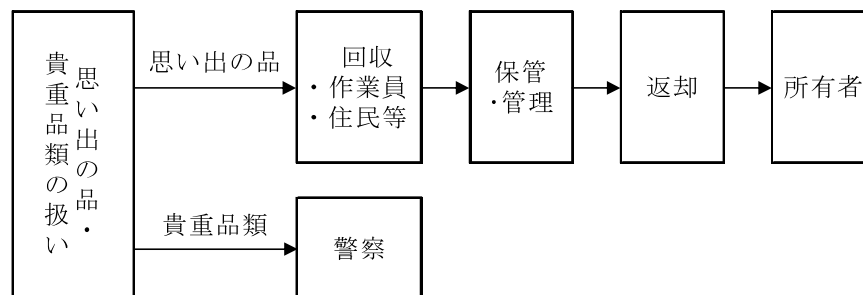 思い出の品・
貴重品類の扱い
思い出の品
回収
・作業員
・住民等
保管
・管理
返却
所有者
貴重品類
警察